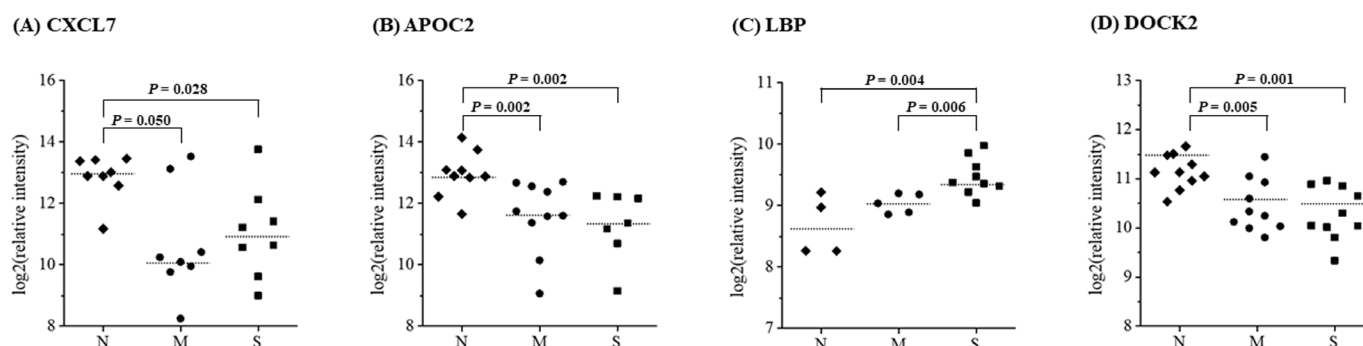 (A) CXCL7
(B) APOC2
(C) LBP
(D) DOCK2
log2(relative intensity)
16
14
12
10
8
P = 0.028
P = 0.050
N M S
log2(relative intensity)
16
14
12
10
8
P = 0.002
P = 0.002
N M S
log2(relative intensity)
11
10
9
8
7
P = 0.004
P = 0.006
N M S
log2(relative intensity)
13
12
11
10
9
8
P = 0.001
P = 0.005
N M S